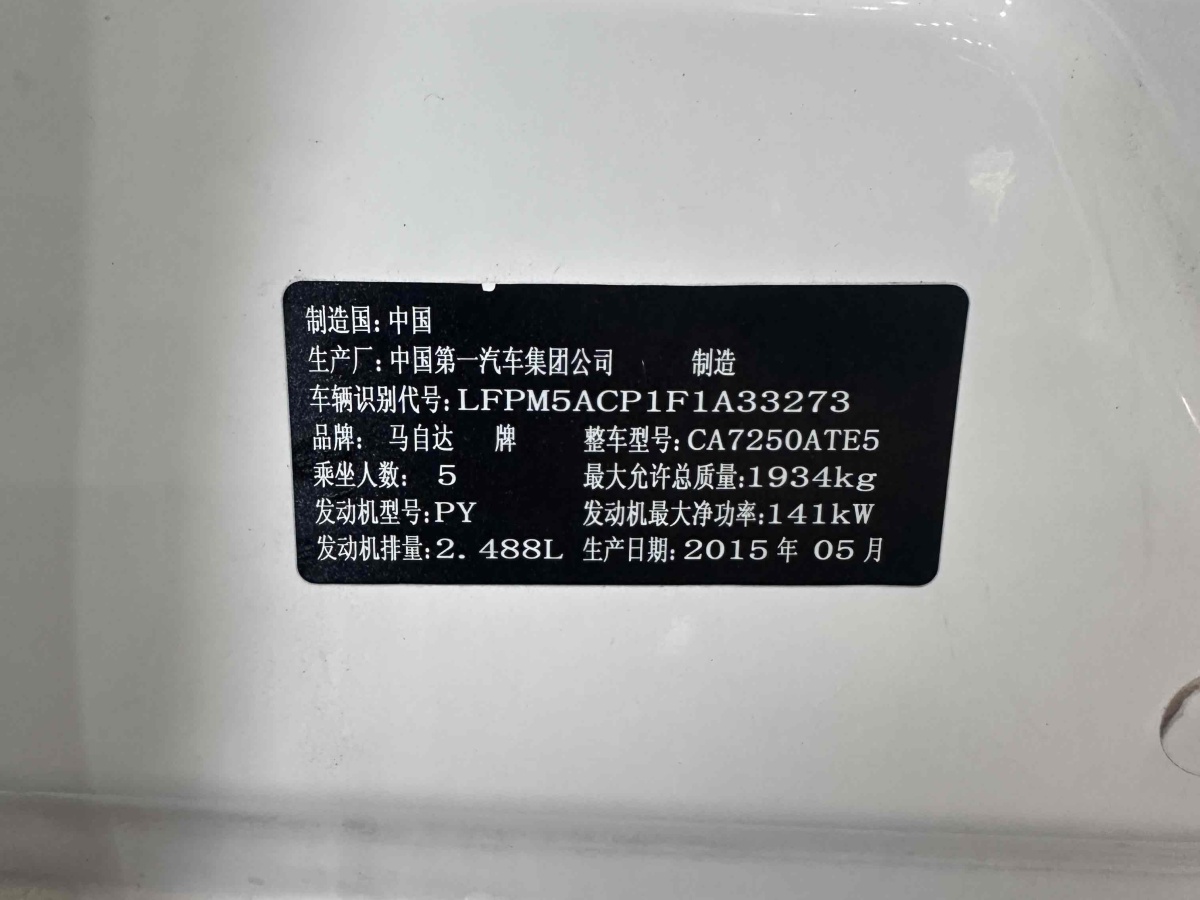 制造国:中国
生产厂:中国第一汽车集团公司 制造
车辆识别代号:LFPM5ACP1F1A33273
品牌: 马自达 牌 整车型号:CA7250ATE5
乘坐人数: 5 最大允许总质量:1934kg
发动机型号:PY 发动机最大净功率:141kW
发动机排量:2. 488L 生产日期:2015年 05月